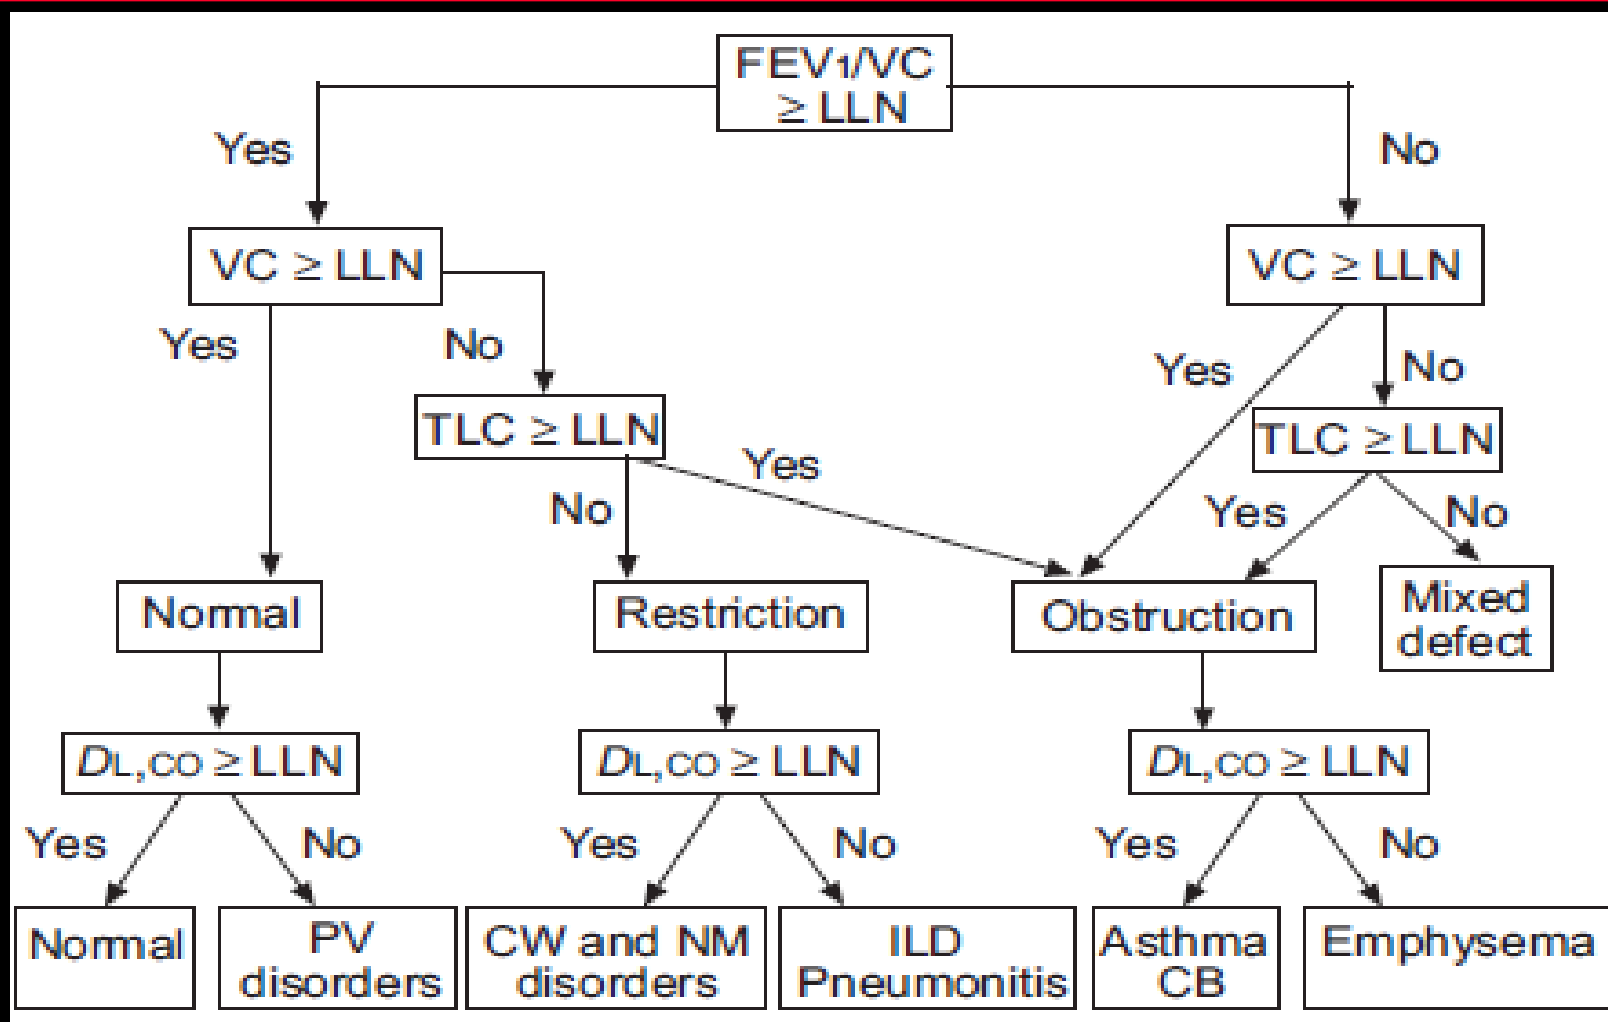 FEV1/VC
≥ LLN
Yes
No
VC ≥ LLN
VC ≥ LLN
Yes
No
Yes
No
TLC ≥ LLN
TLC ≥ LLN
Yes
No
Yes
No
Normal
Restriction
Obstruction
Mixed
defect
DL,CO ≥ LLN
DL,CO ≥ LLN
DL,CO ≥ LLN
Yes
No
Yes
No
Yes
No
Normal
PV
disorders
CW and NM
disorders
ILD
Pneumonitis
Asthma
CB
Emphysema